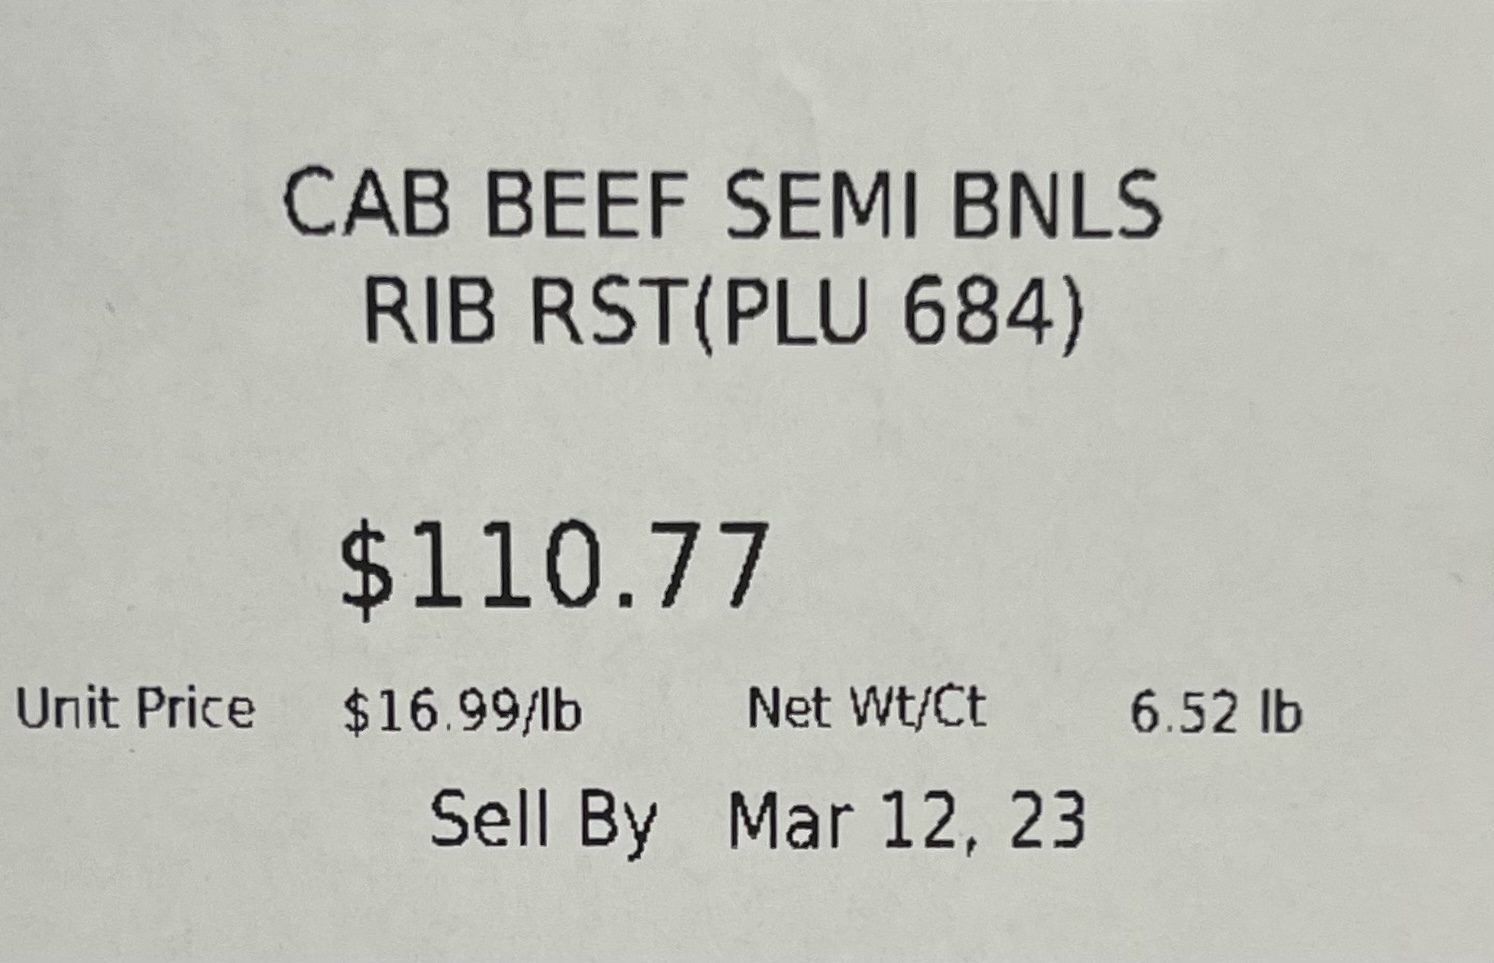 CAB BEEF SEMI BNLS
RIB RST(PLU 684)
$110.77
Unit Price $16.99/lb Net Wt/Ct 6.52 lb
Sell By Mar 12, 23